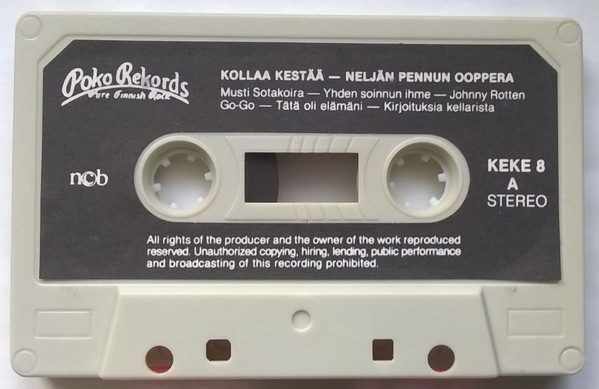 Poko Rekords
Pure Finnish Rock
KOLLAA KESTÄÄ — NELJÄN PENNUN OOPPERA
Musti Sotakoira — Yhden soinnun ihme — Johnny Rotten
Go-Go — Tätä oli elämäni — Kirjoituksia kellarista
ncb
KEKE 8
A
STEREO
All rights of the producer and the owner of the work reproduced
reserved. Unauthorized copying, hiring, lending, public performance
and broadcasting of this recording prohibited.